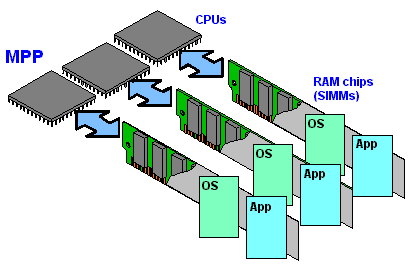 CPUs
MPP
RAM chips
(SIMMs)
OS
App
OS
App
OS
App